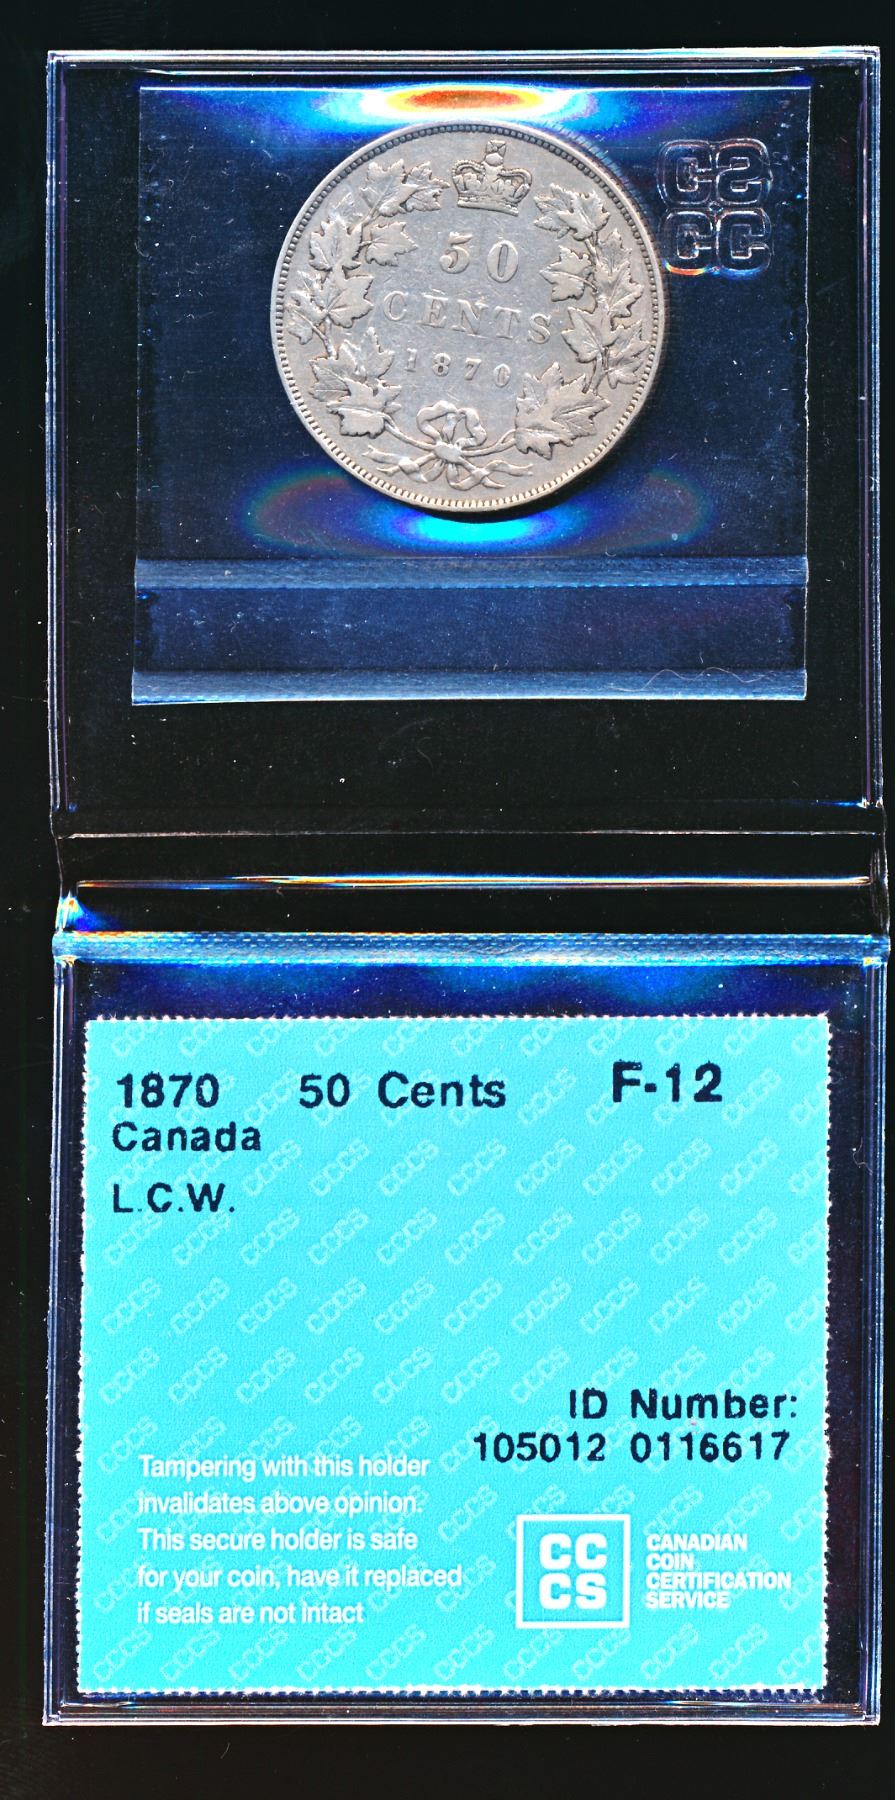 50
CENTS
1870
1870 50 Cents F-12
Canada
L.C.W.
ID Number:
105012 0116617
Tampering with this holder
invalidates above opinion.
This secure holder is safe
for your coin, have it replaced
if seals are not intact
CC
CS
CANADIAN
COIN
CERTIFICATION
SERVICE